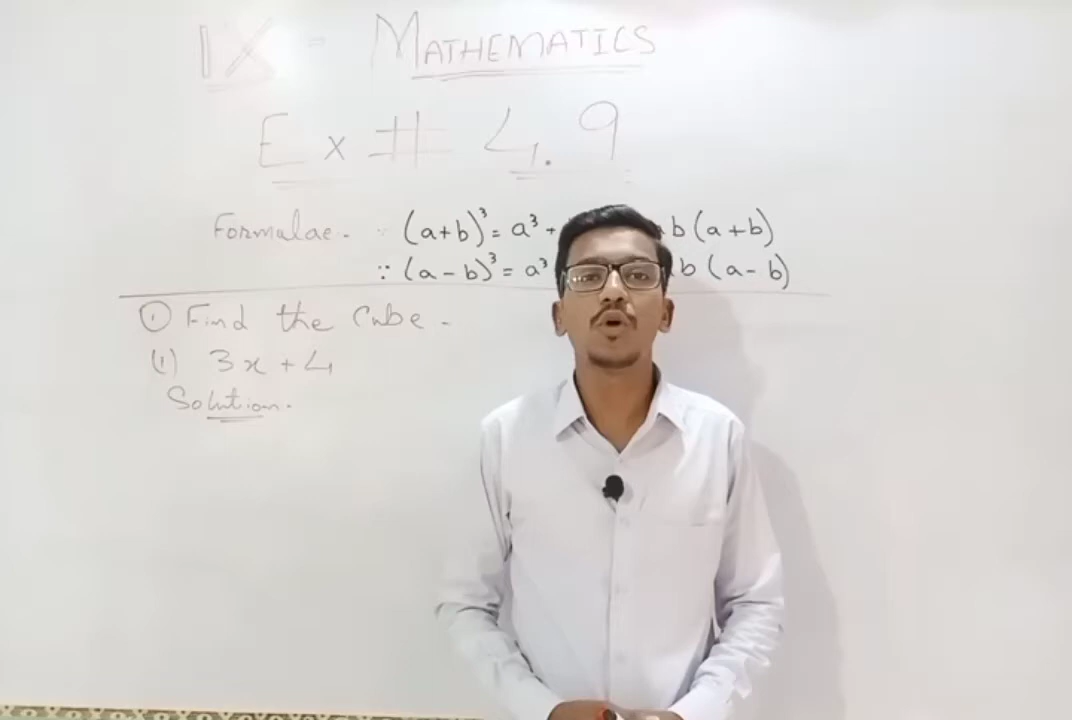 IX - MATHEMATICS
Ex # 4.9
Formulae. ∵ (a+b)³ = a³ + b (a+b)
∵ (a-b)³ = a³ b (a-b)
① Find the Cube.
(i) 3x+4
Solution.